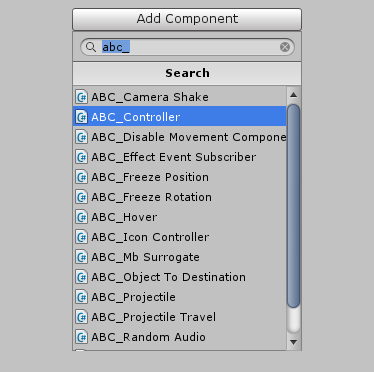 Add Component
abc_
Search
ABC_Camera Shake
ABC_Controller
ABC_Disable Movement Compone
ABC_Effect Event Subscriber
ABC_Freeze Position
ABC_Freeze Rotation
ABC_Hover
ABC_Icon Controller
ABC_Mb Surrogate
ABC_Object To Destination
ABC_Projectile
ABC_Projectile Travel
ABC_Random Audio